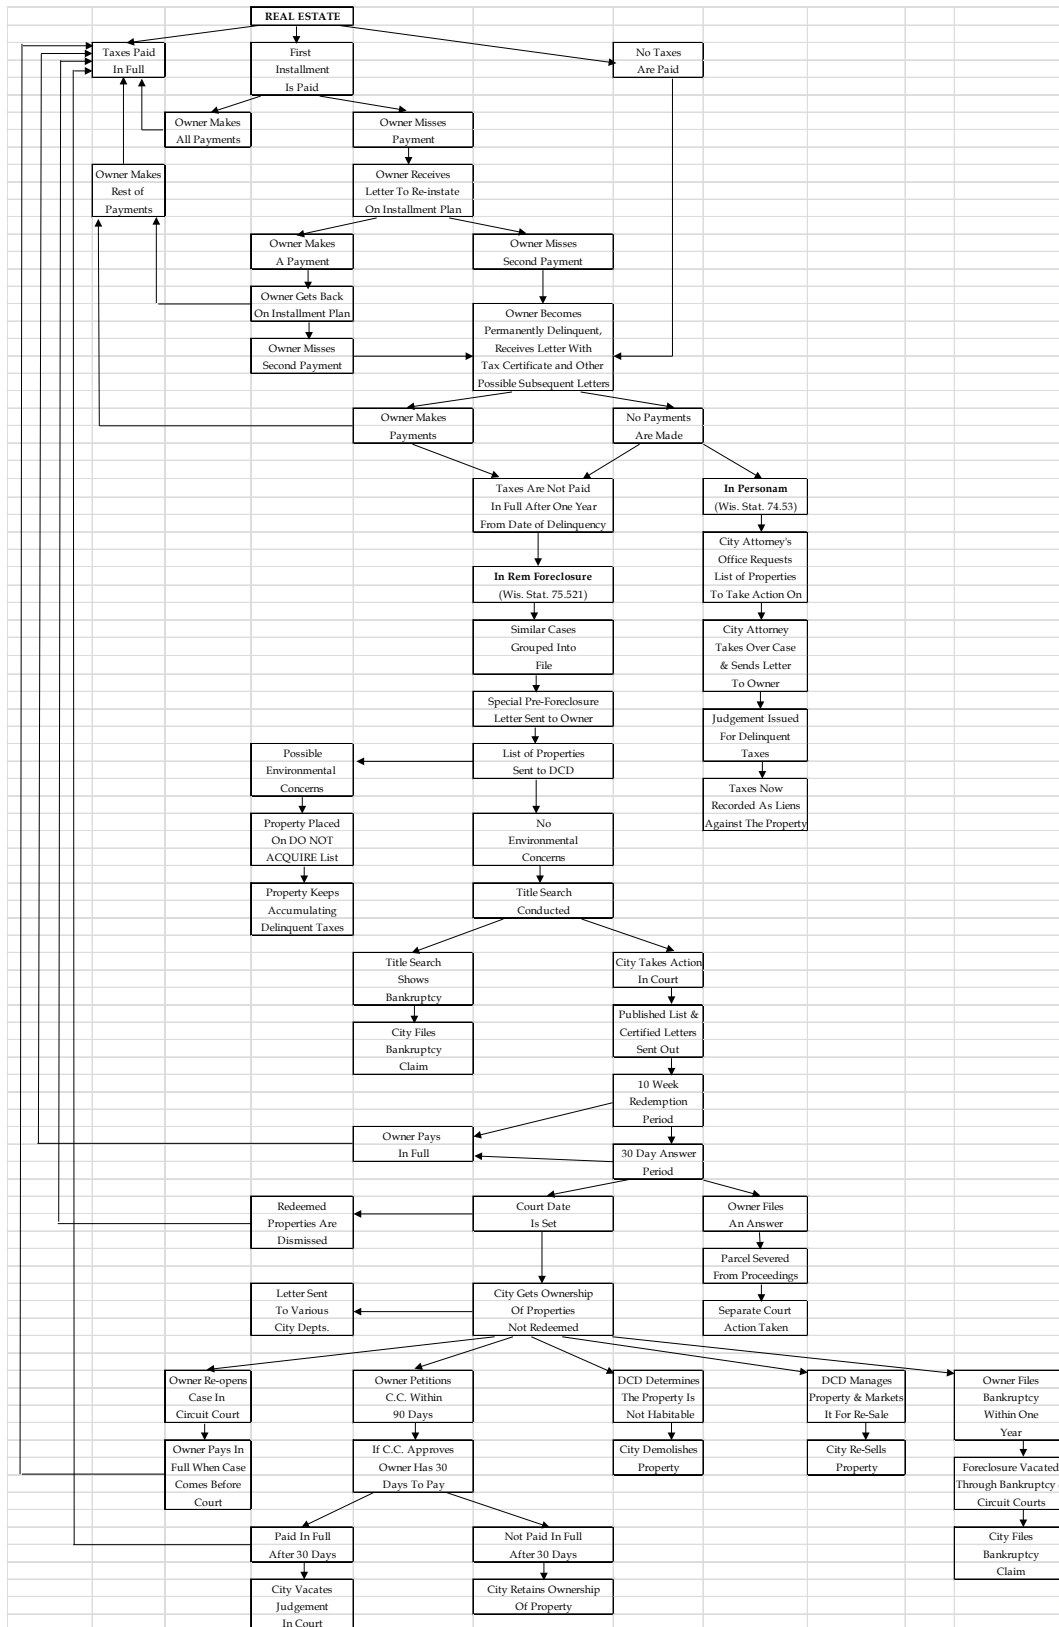 REAL ESTATE
Taxes Paid
In Full
First
Installment
Is Paid
No Taxes
Are Paid
Owner Makes
All Payments
Owner Misses
Payment
Owner Makes
Rest of
Payments
Owner Receives
Letter To Re-instate
On Installment Plan
Owner Makes
A Payment
Owner Misses
Second Payment
Owner Gets Back
On Installment Plan
Owner Becomes
Permanently Delinquent,
Receives Letter With
Tax Certificate and Other
Possible Subsequent Letters
Owner Misses
Second Payment
Owner Makes
Payments
No Payments
Are Made
Taxes Are Not Paid
In Full After One Year
From Date of Delinquency
In Personam
(Wis. Stat. 74.53)
City Attorney's
Office Requests
List of Properties
To Take Action On
In Rem Foreclosure
(Wis. Stat. 75.521)
Similar Cases
Grouped Into
File
City Attorney
Takes Over Case
& Sends Letter
To Owner
Special Pre-Foreclosure
Letter Sent to Owner
Judgement Issued
For Delinquent
Taxes
Possible
Environmental
Concerns
List of Properties
Sent to DCD
Taxes Now
Recorded As Liens
Against The Property
Property Placed
On DO NOT
ACQUIRE List
No
Environmental
Concerns
Property Keeps
Accumulating
Delinquent Taxes
Title Search
Conducted
Title Search
Shows
Bankruptcy
City Takes Action
In Court
City Files
Bankruptcy
Claim
Published List &
Certified Letters
Sent Out
10 Week
Redemption
Period
Owner Pays
In Full
30 Day Answer
Period
Redeemed
Properties Are
Dismissed
Court Date
Is Set
Owner Files
An Answer
Parcel Severed
From Proceedings
Letter Sent
To Various
City Depts.
City Gets Ownership
Of Properties
Not Redeemed
Separate Court
Action Taken
Owner Re-opens
Case In
Circuit Court
Owner Petitions
C.C. Within
90 Days
DCD Determines
The Property Is
Not Habitable
DCD Manages
Property & Markets
It For Re-Sale
Owner Files
Bankruptcy
Within One
Year
Owner Pays In
Full When Case
Comes Before
Court
If C.C. Approves
Owner Has 30
Days To Pay
City Demolishes
Property
City Re-Sells
Property
Foreclosure Vacated
Through Bankruptcy
Circuit Courts
Paid In Full
After 30 Days
Not Paid In Full
After 30 Days
City Files
Bankruptcy
Claim
City Vacates
Judgement
In Court
City Retains Ownership
Of Property